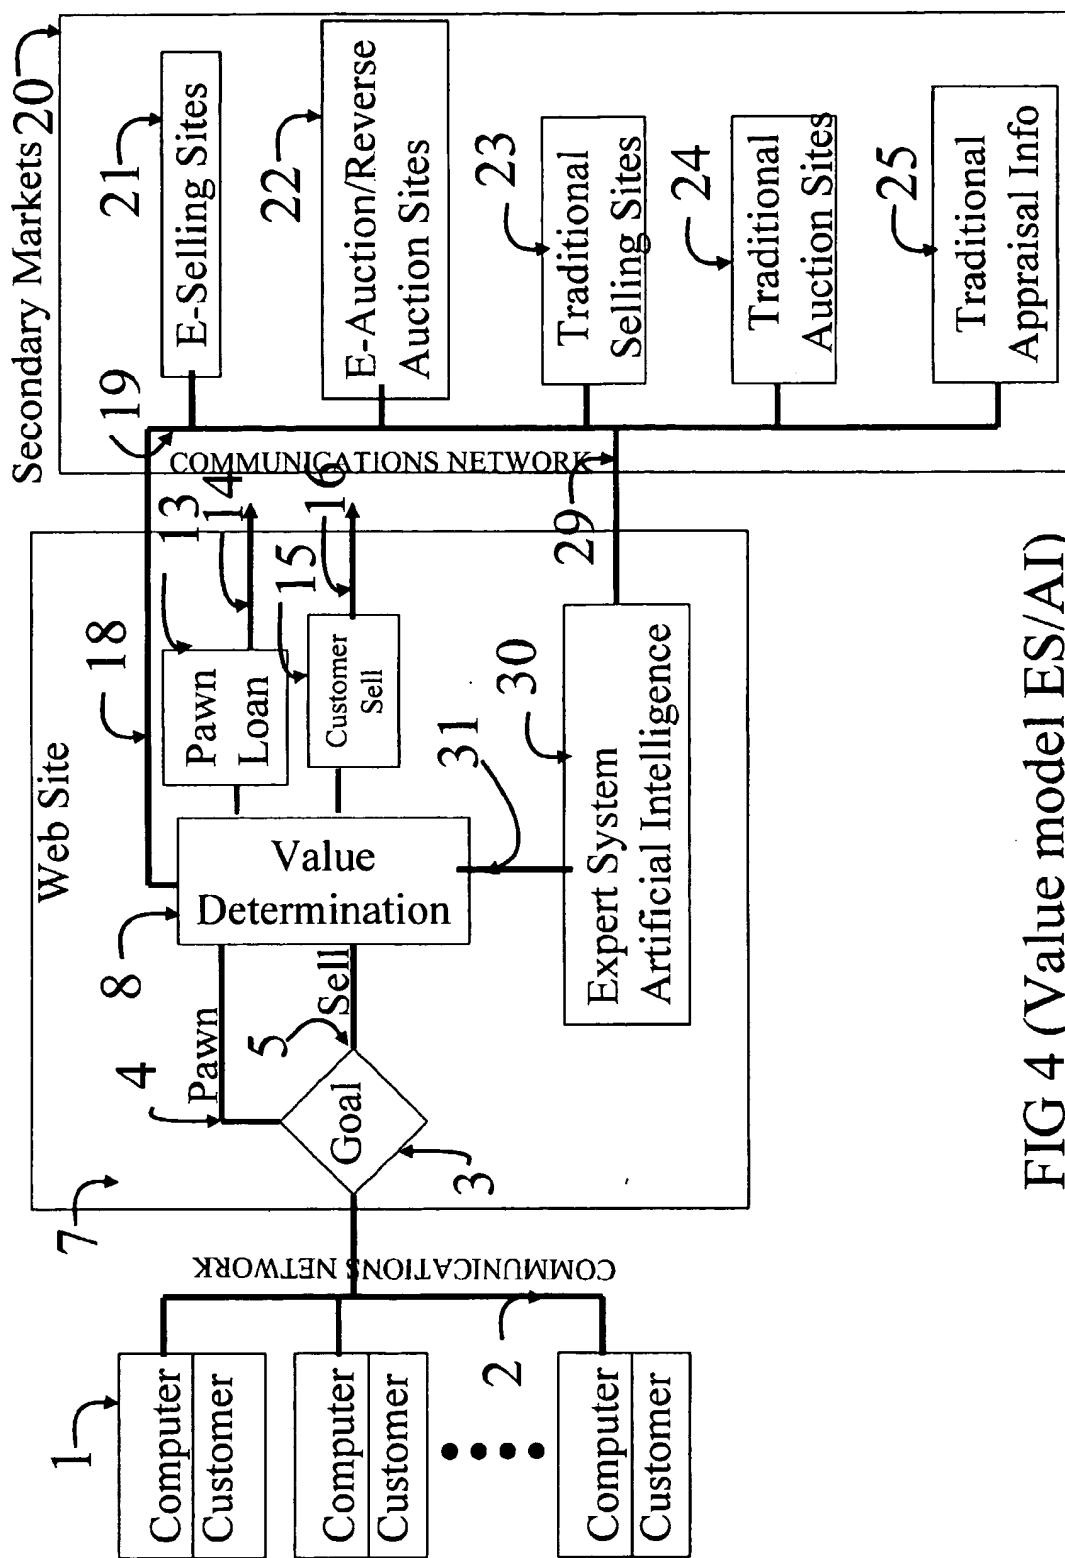 Secondary Markets 20
21
E-Selling Sites
22
E-Auction/Reverse
Auction Sites
23
Traditional
Selling Sites
24
Traditional
Auction Sites
25
Traditional
Appraisal Info
19
COMMUNICATIONS NETWORK
29
Web Site
7
18
13
14
Pawn
Loan
15
16
Customer
Sell
8
Value
Determination
31
30
Expert System
Artificial Intelligence
4
Pawn
5
Sell
Goal
3
COMMUNICATIONS NETWORK
2
1
Computer
Customer
Computer
Customer
Computer
Customer
FIG 4 (Value model ES/AI)